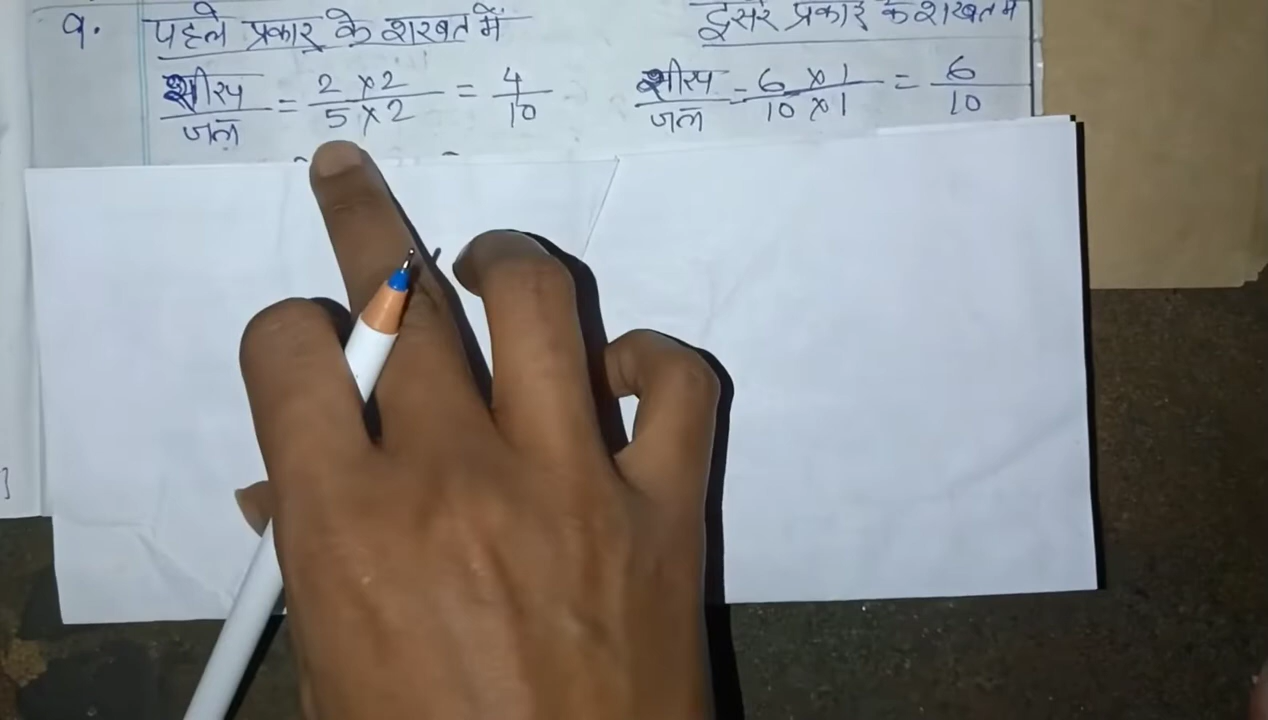 १. पहले प्रकार के शरबत में
दूसरे प्रकार के शरबत में
शीरप / जल = 2 × 2 / 5 × 2 = 4 / 10
शीरप / जल = 6 × 1 / 10 × 1 = 6 / 10